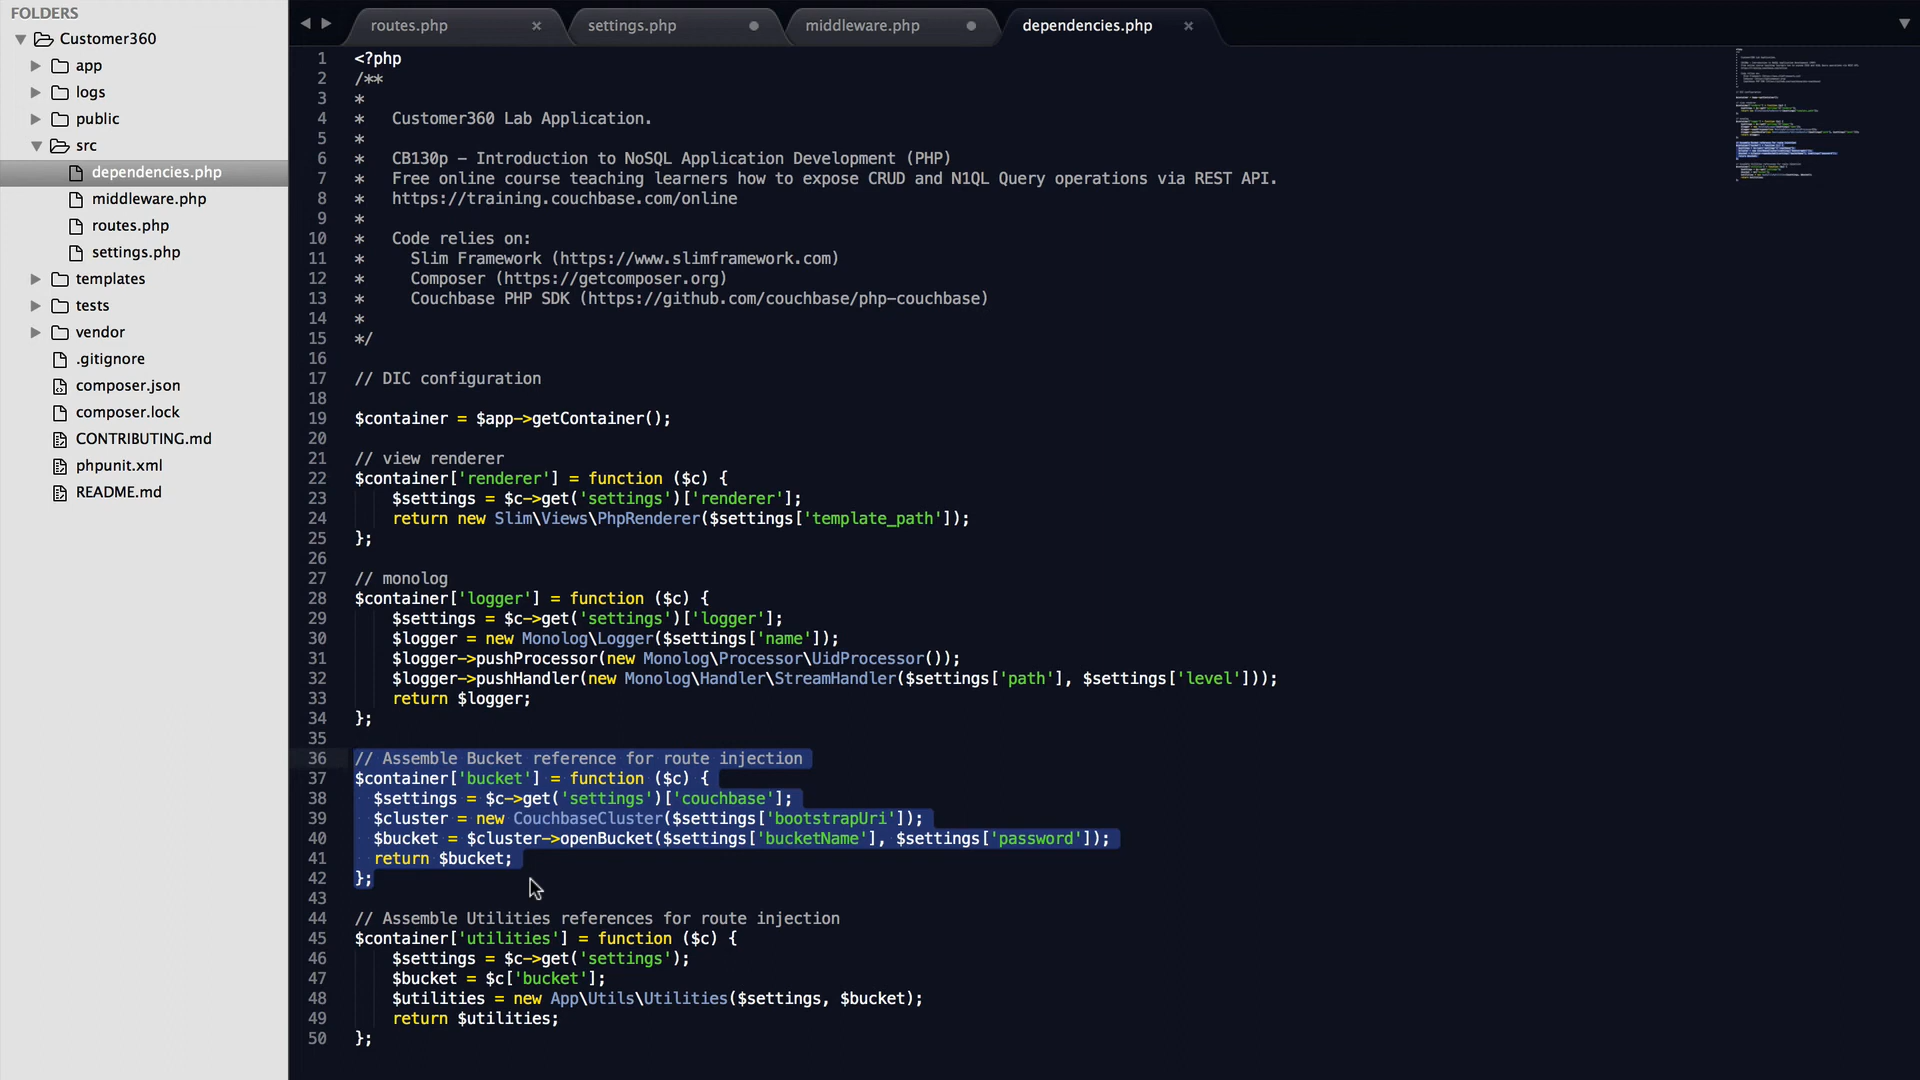 FOLDERS
Customer360
app
logs
public
src
dependencies.php
middleware.php
routes.php
settings.php
templates
tests
vendor
.gitignore
composer.json
composer.lock
CONTRIBUTING.md
phpunit.xml
README.md
routes.php × settings.php middleware.php dependencies.php ×
1 <?php
2 /**
3 *
4 * Customer360 Lab Application.
5 *
6 * CB130p – Introduction to NoSQL Application Development (PHP)
7 * Free online course teaching learners how to expose CRUD and N1QL Query operations via REST API.
8 * https://training.couchbase.com/online
9 *
10 * Code relies on:
11 * Slim Framework (https://www.slimframework.com)
12 * Composer (https://getcomposer.org)
13 * Couchbase PHP SDK (https://github.com/couchbase/php-couchbase)
14 *
15 */
16
17 // DIC configuration
18
19 $container = $app->getContainer();
20
21 // view renderer
22 $container['renderer'] = function ($c) {
23 $settings = $c->get('settings')['renderer'];
24 return new Slim\Views\PhpRenderer($settings['template_path']);
25 };
26
27 // monolog
28 $container['logger'] = function ($c) {
29 $settings = $c->get('settings')['logger'];
30 $logger = new Monolog\Logger($settings['name']);
31 $logger->pushProcessor(new Monolog\Processor\UidProcessor());
32 $logger->pushHandler(new Monolog\Handler\StreamHandler($settings['path'], $settings['level']));
33 return $logger;
34 };
35
36 // Assemble Bucket reference for route injection
37 $container['bucket'] = function ($c) {
38 $settings = $c->get('settings')['couchbase'];
39 $cluster = new CouchbaseCluster($settings['bootstrapUri']);
40 $bucket = $cluster->openBucket($settings['bucketName'], $settings['password']);
41 return $bucket;
42 };
43
44 // Assemble Utilities references for route injection
45 $container['utilities'] = function ($c) {
46 $settings = $c->get('settings');
47 $bucket = $c['bucket'];
48 $utilities = new App\Utils\Utilities($settings, $bucket);
49 return $utilities;
50 };